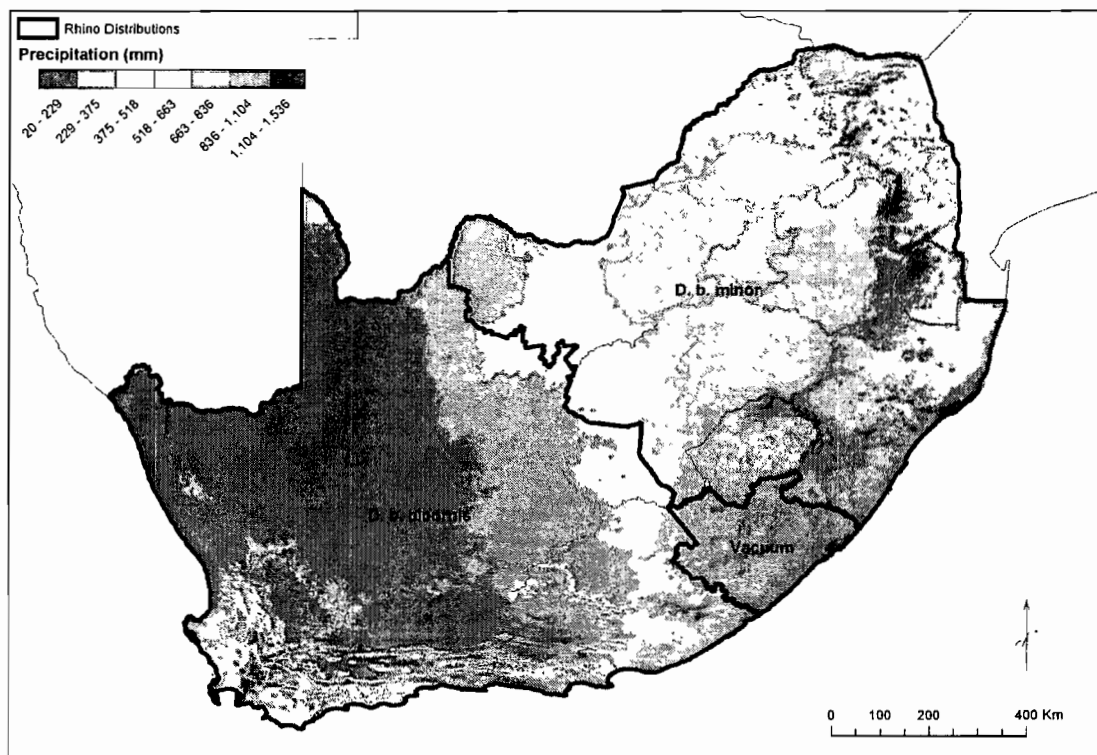 Rhino Distributions
Precipitation (mm)
20 - 229
229 - 375
375 - 518
518 - 663
663 - 836
836 - 1.104
1.104 - 1.536
D. b. minor
D. b.
Vacuum
0 100 200 400 Km